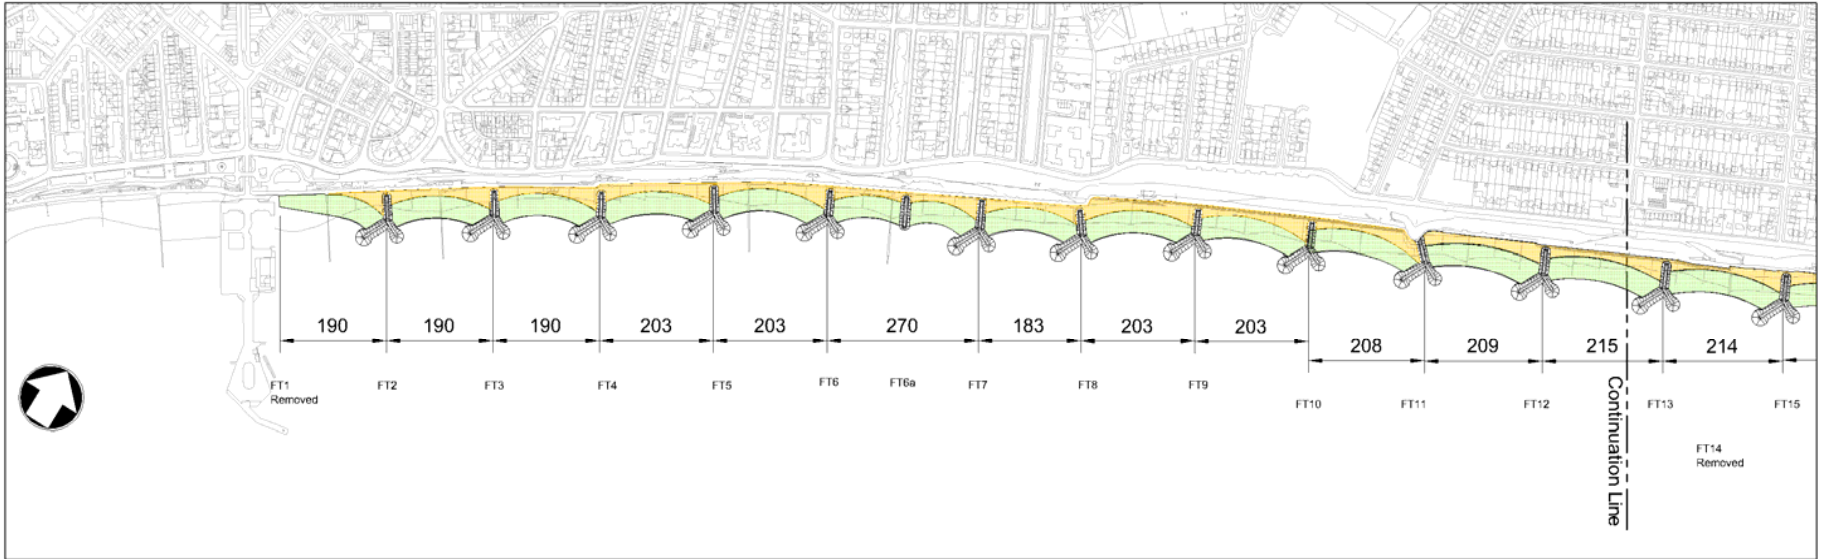 190
190
190
203
203
270
183
203
203
208
209
215
214
FT1
Removed
FT2
FT3
FT4
FT5
FT6
FT6a
FT7
FT8
FT9
FT10
FT11
FT12
FT13
FT15
FT14
Removed
Continuation Line